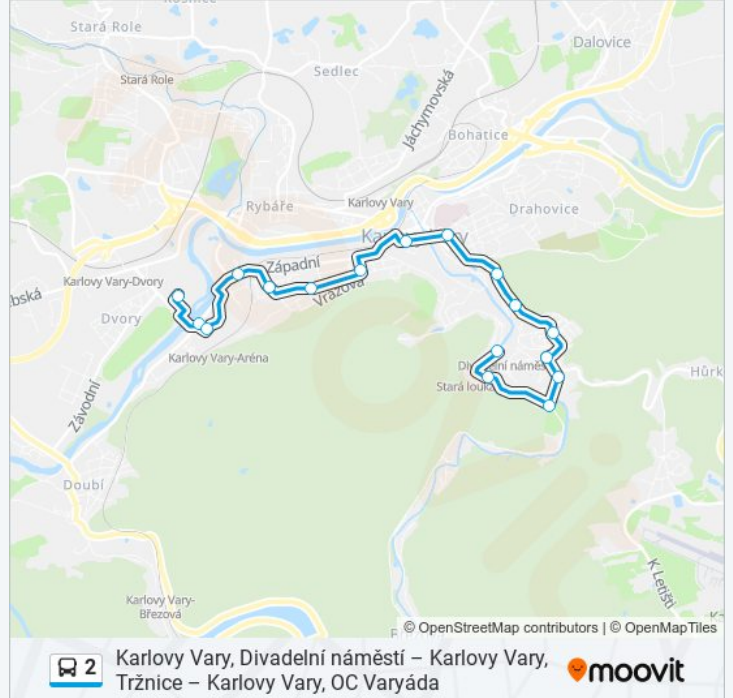 Rosnice
Stará Role
Dalovice
Sedlec
Stará Role
Jáchymovská
Bohatice
Rybáře
Karlovy Vary
Drahovice
Západní
Karlovy Vary-Dvory
Vrázova
Dvory
Karlovy Vary-Aréna
Stará louka
Hůrk
Závodní
Doubí
K Letišti
Karlovy Vary-
Březová
© OpenStreetMap contributors | © OpenMapTiles
2
Karlovy Vary, Divadelní náměstí – Karlovy Vary,
Tržnice – Karlovy Vary, OC Varyáda
moovit